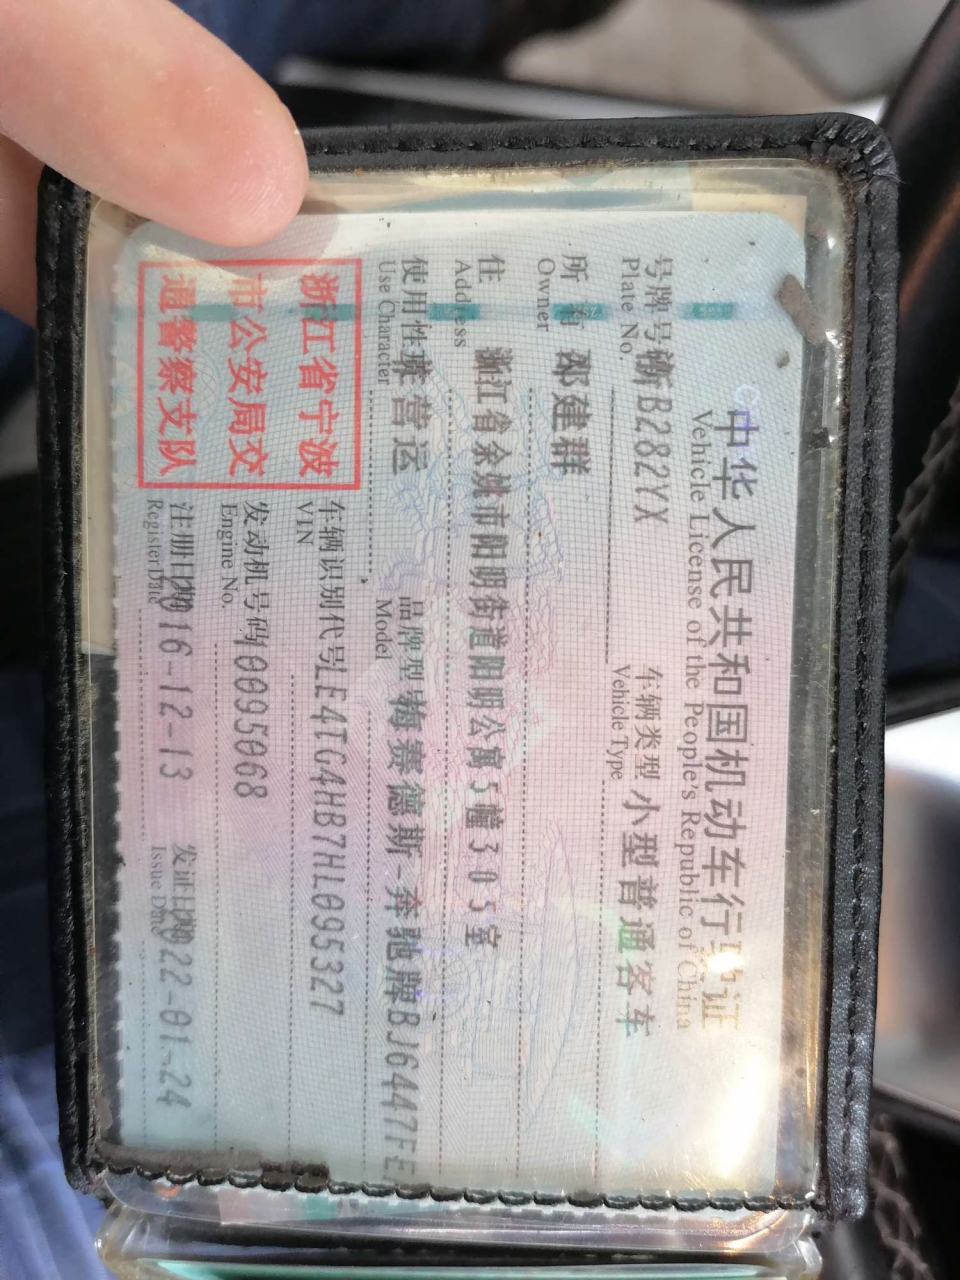 中华人民共和国机动车行驶证
Vehicle License of the People's Republic of China
号牌号 浙B282YX 车辆类型 小型普通客车
Plate No. Vehicle Type
所有 邓建群
Owner
住 浙江省余姚市阳明街道阳明公寓5幢305室
Address
使用性 非营运 品牌型 梅赛德斯-奔驰牌BJ6447FE
Use Character Model
浙江省宁波
市公安局交
通警察支队
车辆识别代号 LE4TG4HB7HL095327
VIN
发动机号码 10095068
Engine No.
注册日期 2016-12-13 发证日期 2022-01-24
Register Date Issue Date